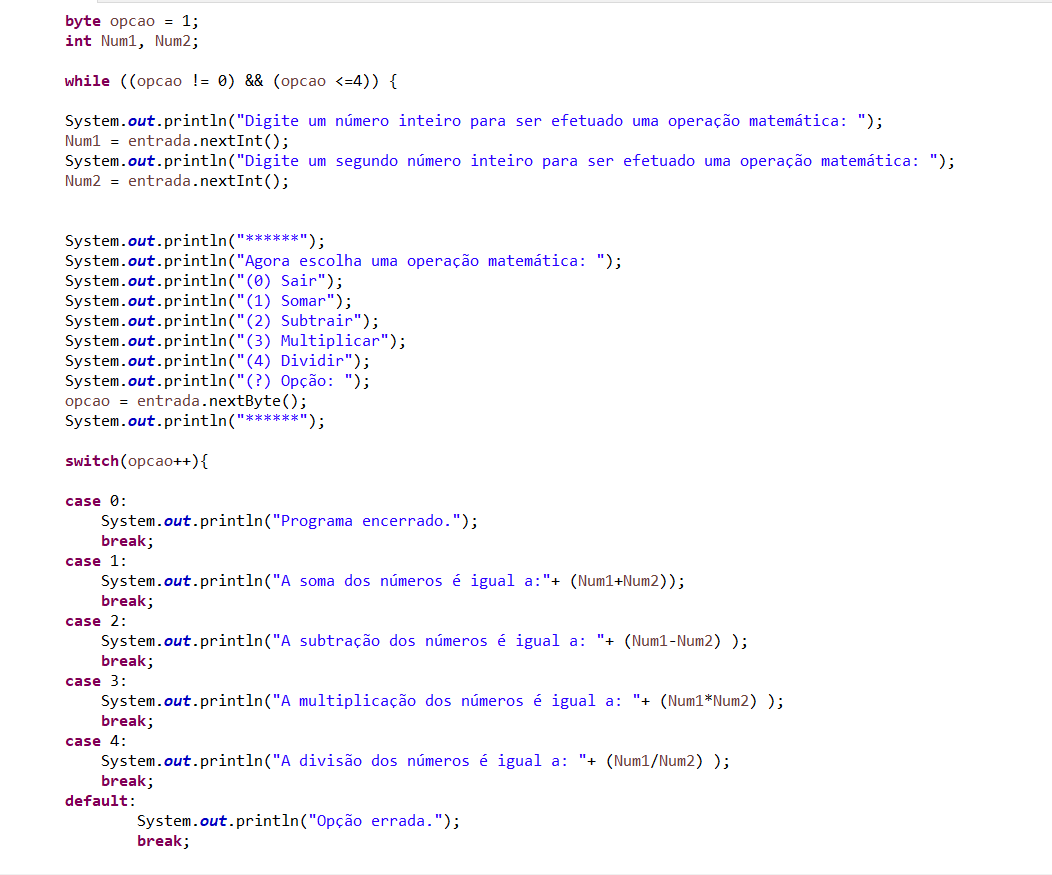 byte opcao = 1;
int Num1, Num2;
while ((opcao != 0) && (opcao <=4)) {
System.out.println("Digite um número inteiro para ser efetuado uma operação matemática: ");
Num1 = entrada.nextInt();
System.out.println("Digite um segundo número inteiro para ser efetuado uma operação matemática: ");
Num2 = entrada.nextInt();
System.out.println("******");
System.out.println("Agora escolha uma operação matemática: ");
System.out.println("(0) Sair");
System.out.println("(1) Somar");
System.out.println("(2) Subtrair");
System.out.println("(3) Multiplicar");
System.out.println("(4) Dividir");
System.out.println("(?) Opção: ");
opcao = entrada.nextByte();
System.out.println("******");
switch(opcao++){
case 0:
System.out.println("Programa encerrado.");
break;
case 1:
System.out.println("A soma dos números é igual a:"+ (Num1+Num2));
break;
case 2:
System.out.println("A subtração dos números é igual a: "+ (Num1-Num2) );
break;
case 3:
System.out.println("A multiplicação dos números é igual a: "+ (Num1*Num2) );
break;
case 4:
System.out.println("A divisão dos números é igual a: "+ (Num1/Num2) );
break;
default:
System.out.println("Opção errada.");
break;